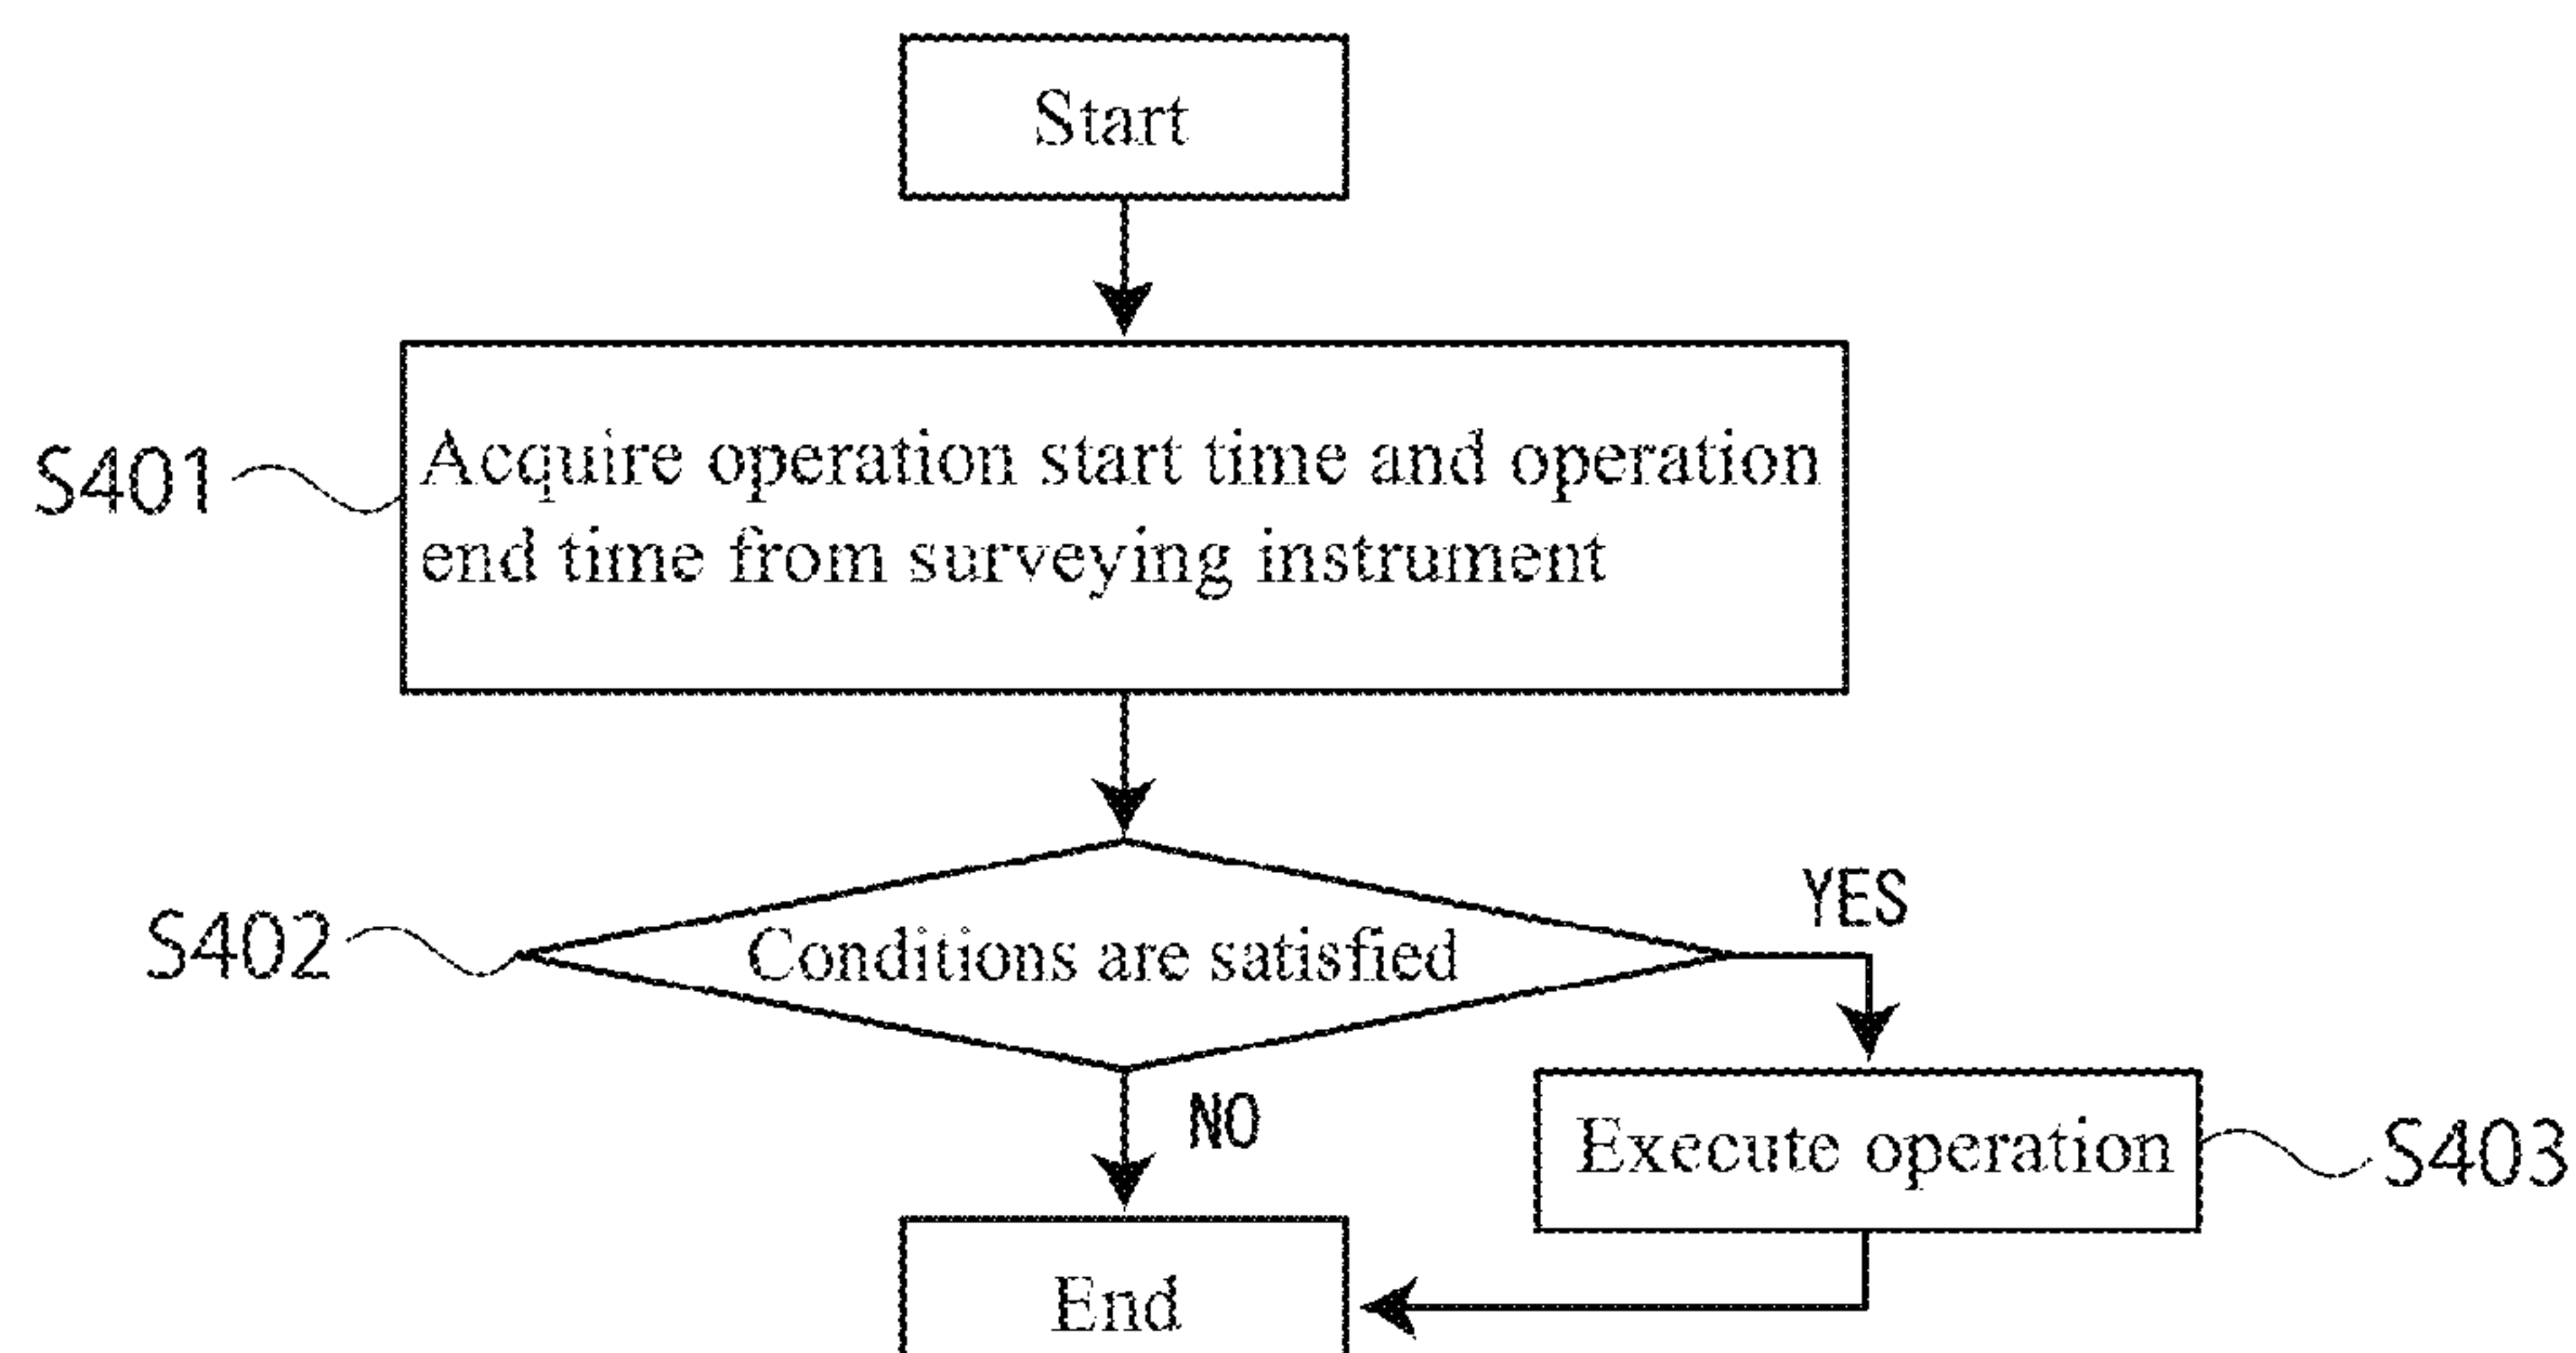 Start
S401
Acquire operation start time and operation
end time from surveying instrument
S402
Conditions are satisfied
YES
NO
Execute operation
S403
End